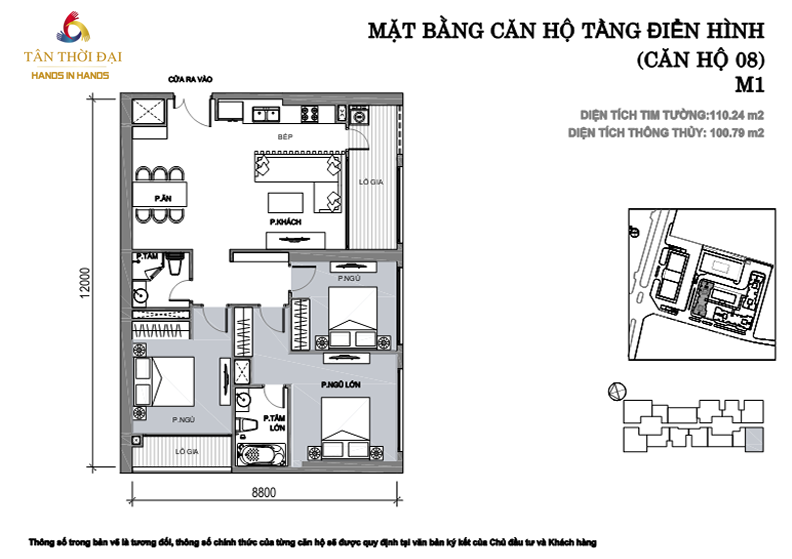 TÂN THỜI ĐẠI
HANDS IN HANDS
MẶT BẰNG CĂN HỘ TẦNG ĐIỂN HÌNH
(CĂN HỘ 08)
M1
DIỆN TÍCH TIM TƯỜNG:110.24 m2
DIỆN TÍCH THÔNG THỦY: 100.79 m2
CỬA RA VÀO
BẾP
LÔ GIA
P.ĂN
P.KHÁCH
P.TẮM
P.NGỦ
12000
P.NGỦ LỚN
P.NGỦ
P.TẮM
LỚN
LÔ GIA
8800
Thông số trong bản vẽ là tương đối, thông số chính thức của từng căn hộ sẽ được quy định tại văn bản ký kết của Chủ đầu tư và Khách hàng